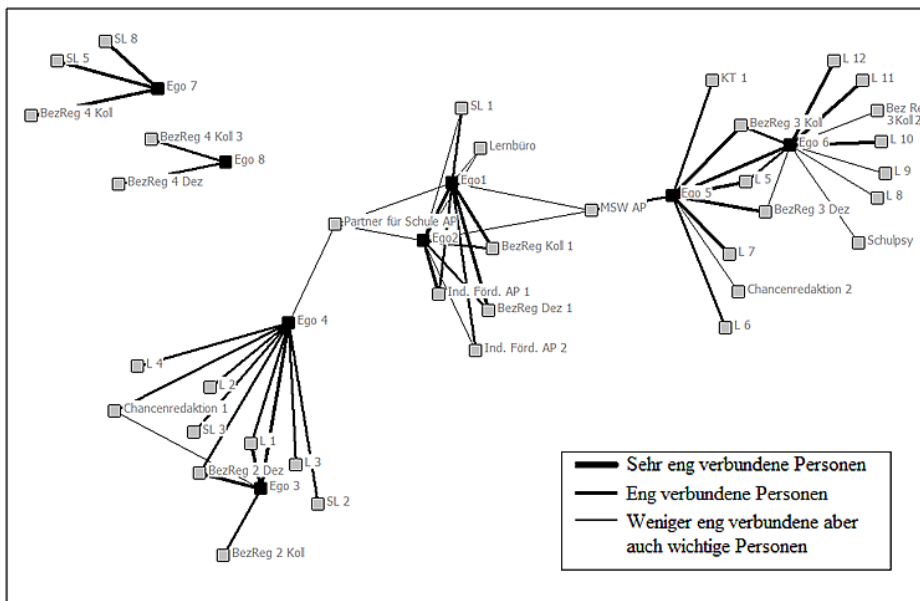 SL 8
SL 5
Ego 7
BezReg 4 Koll
BezReg 4 Koll 3
Ego 8
BezReg 4 Dez
SL 1
Lernbüro
Ego1
Partner für Schule AP
Ego2
BezReg Koll 1
Ind. Förd. AP 1
BezReg Dez 1
Ind. Förd. AP 2
MSW AP
KT 1
L 12
L 11
BezReg 3 Koll
Bez Re
3Koll2
Ego 6
L 10
L 9
L 5
Ego 5
L 8
BezReg 3 Dez
Schulpsy
L 7
Chancenredaktion 2
L 6
Ego 4
L 4
L 2
Chancenredaktion 1
SL 3
L 1
L 3
BezReg 2 Dez
Ego 3
SL 2
BezReg 2 Koll
Sehr eng verbundene Personen
Eng verbundene Personen
Weniger eng verbundene aber
auch wichtige Personen